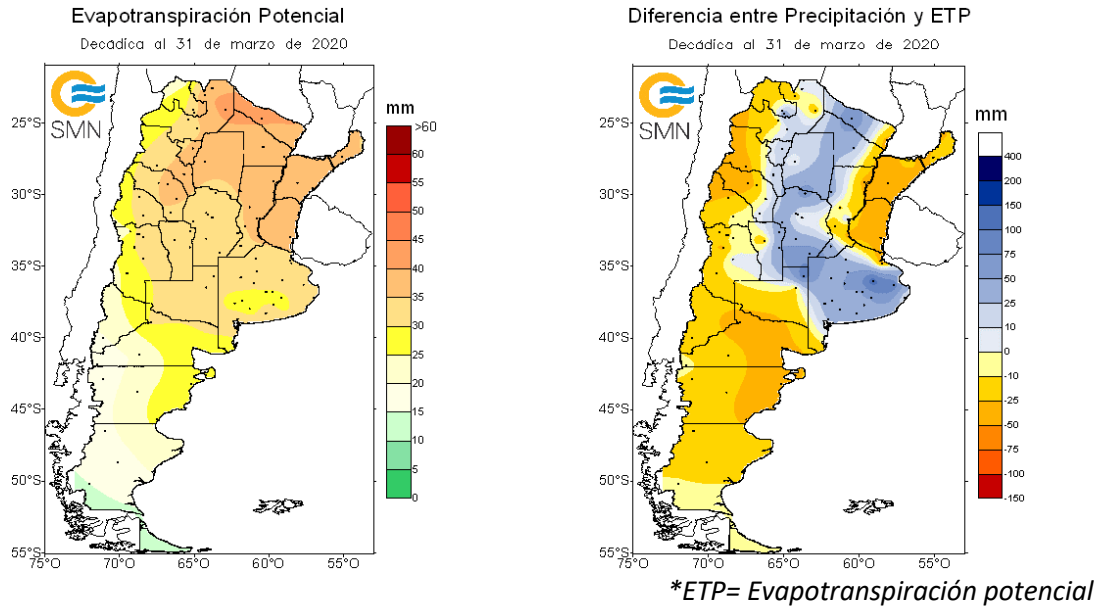 Evapotranspiración Potencial
Decádica al 31 de marzo de 2020
SMN
mm
>60
60
55
50
45
40
35
30
25
20
15
10
5
0
25°S
30°S
35°S
40°S
45°S
50°S
55°S
75°O
70°O
65°O
60°O
55°O
Diferencia entre Precipitación y ETP
Decádica al 31 de marzo de 2020
SMN
mm
400
200
150
100
75
50
25
10
0
-10
-25
-50
-75
-100
-150
25°S
30°S
35°S
40°S
45°S
50°S
55°S
75°O
70°O
65°O
60°O
55°O
*ETP= Evapotranspiración potencial